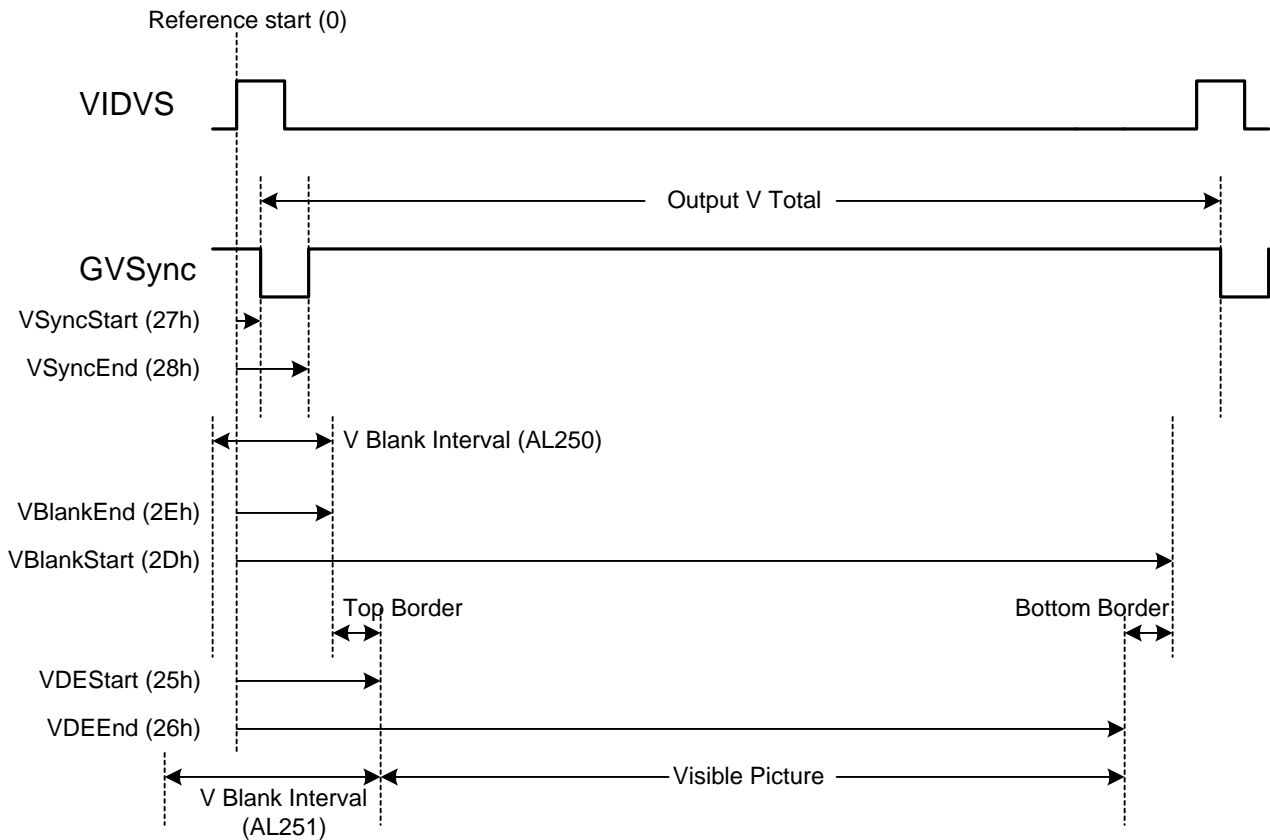 Reference start (0)
VIDVS
Output V Total
GVSync
VSyncStart (27h)
VSyncEnd (28h)
V Blank Interval (AL250)
VBlankEnd (2Eh)
VBlankStart (2Dh)
Top Border
Bottom Border
VDEStart (25h)
VDEEnd (26h)
Visible Picture
V Blank Interval
(AL251)